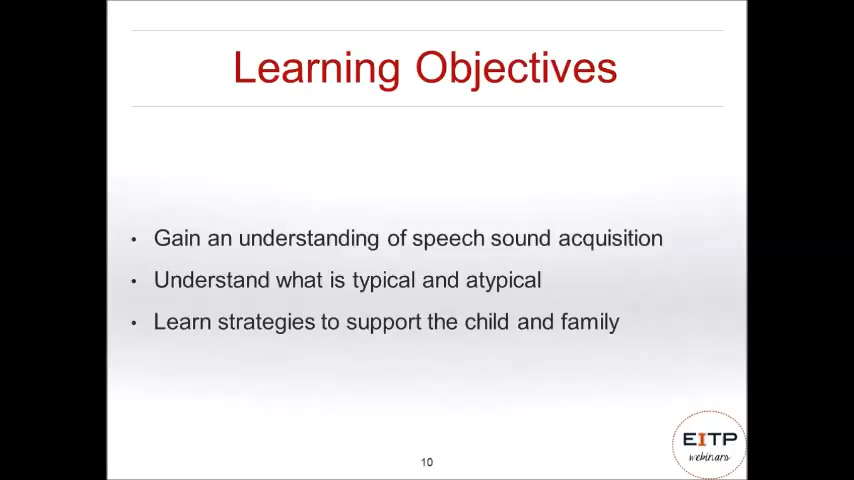 Learning Objectives
• Gain an understanding of speech sound acquisition
• Understand what is typical and atypical
• Learn strategies to support the child and family
10
EITP
webinars